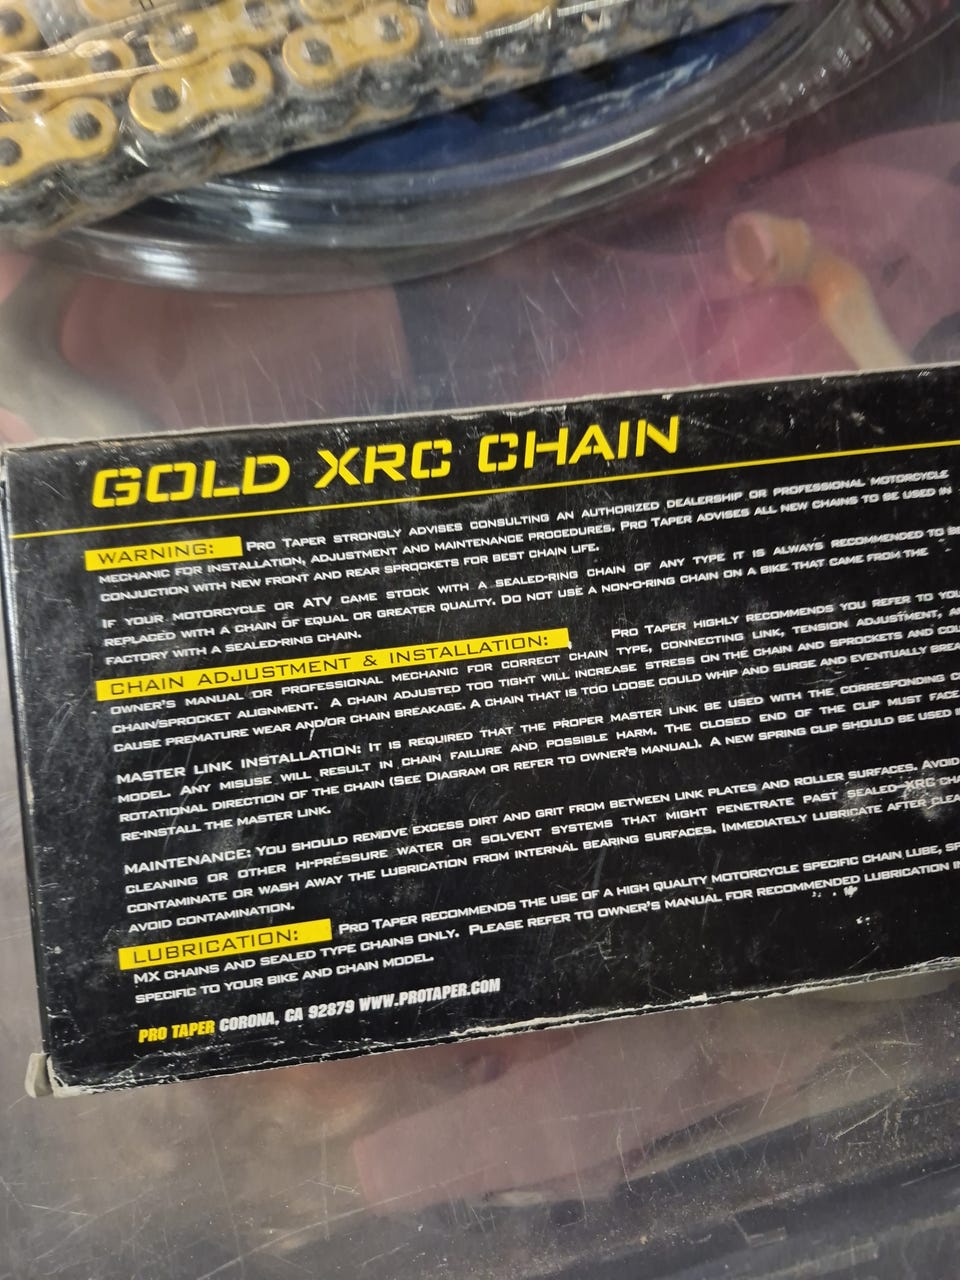 GOLD XRC CHAIN
WARNING: PRO TAPER STRONGLY ADVISES CONSULTING AN AUTHORIZED DEALERSHIP OR PROFESSIONAL MOTORCYCLE
MECHANIC FOR INSTALLATION, ADJUSTMENT AND MAINTENANCE PROCEDURES. PRO TAPER ADVISES ALL NEW CHAINS TO BE USED IN
CONJUCTION WITH NEW FRONT AND REAR SPROCKETS FOR BEST CHAIN LIFE.
IF YOUR MOTORCYCLE OR ATV CAME STOCK WITH A SEALED-RING CHAIN OF ANY TYPE IT IS ALWAYS RECOMMENDED TO
REPLACED WITH A CHAIN OF EQUAL OR GREATER QUALITY. DO NOT USE A NON-O-RING CHAIN ON A BIKE THAT CAME FROM THE
FACTORY WITH A SEALED-RING CHAIN.
CHAIN ADJUSTMENT & INSTALLATION: PRO TAPER HIGHLY RECOMMENDS YOU REFER TO
OWNER'S MANUAL OR PROFESSIONAL MECHANIC FOR CORRECT CHAIN TYPE, CONNECTING LINK, TENSION ADJUSTMENT,
CHAIN/SPROCKET ALIGNMENT. A CHAIN ADJUSTED TOO TIGHT WILL INCREASE STRESS ON THE CHAIN AND SPROCKETS AND
CAUSE PREMATURE WEAR AND/OR CHAIN BREAKAGE. A CHAIN THAT IS TOO LOOSE COULD WHIP AND SURGE AND EVENTUALLY
MASTER LINK INSTALLATION: IT IS REQUIRED THAT THE PROPER MASTER LINK BE USED WITH THE CORRESPONDING
MODEL. ANY MISUSE WILL RESULT IN CHAIN FAILURE AND POSSIBLE HARM. THE CLOSED END OF THE CLIP MUST FACE
ROTATIONAL DIRECTION OF THE CHAIN (SEE DIAGRAM OR REFER TO OWNER'S MANUAL). A NEW SPRING CLIP SHOULD BE USED
RE-INSTALL THE MASTER LINK.
MAINTENANCE: YOU SHOULD REMOVE EXCESS DIRT AND GRIT FROM BETWEEN LINK PLATES AND ROLLER SURFACES. AVOID
CLEANING OR OTHER HI-PRESSURE WATER OR SOLVENT SYSTEMS THAT MIGHT PENETRATE PAST SEALED XRC
CONTAMINATE OR WASH AWAY THE LUBRICATION FROM INTERNAL BEARING SURFACES. IMMEDIATELY LUBRICATE AFTER
AVOID CONTAMINATION.
LUBRICATION: PRO TAPER RECOMMENDS THE USE OF A HIGH QUALITY MOTORCYCLE SPECIFIC CHAIN LUBE,
MX CHAINS AND SEALED TYPE CHAINS ONLY. PLEASE REFER TO OWNER'S MANUAL FOR RECOMMENDED LUBRICATION
SPECIFIC TO YOUR BIKE AND CHAIN MODEL.
PRO TAPER CORONA, CA 92879 WWW.PROTAPER.COM